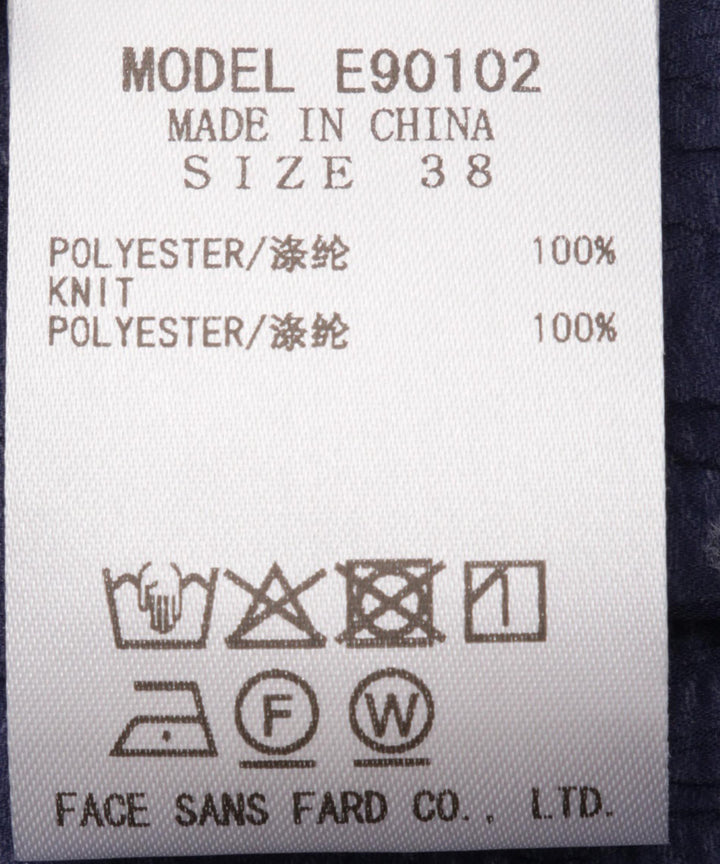 MODEL E90102
MADE IN CHINA
SIZE 38
POLYESTER/涤纶 100%
KNIT
POLYESTER/涤纶 100%
F W
FACE SANS FARD CO., LTD.